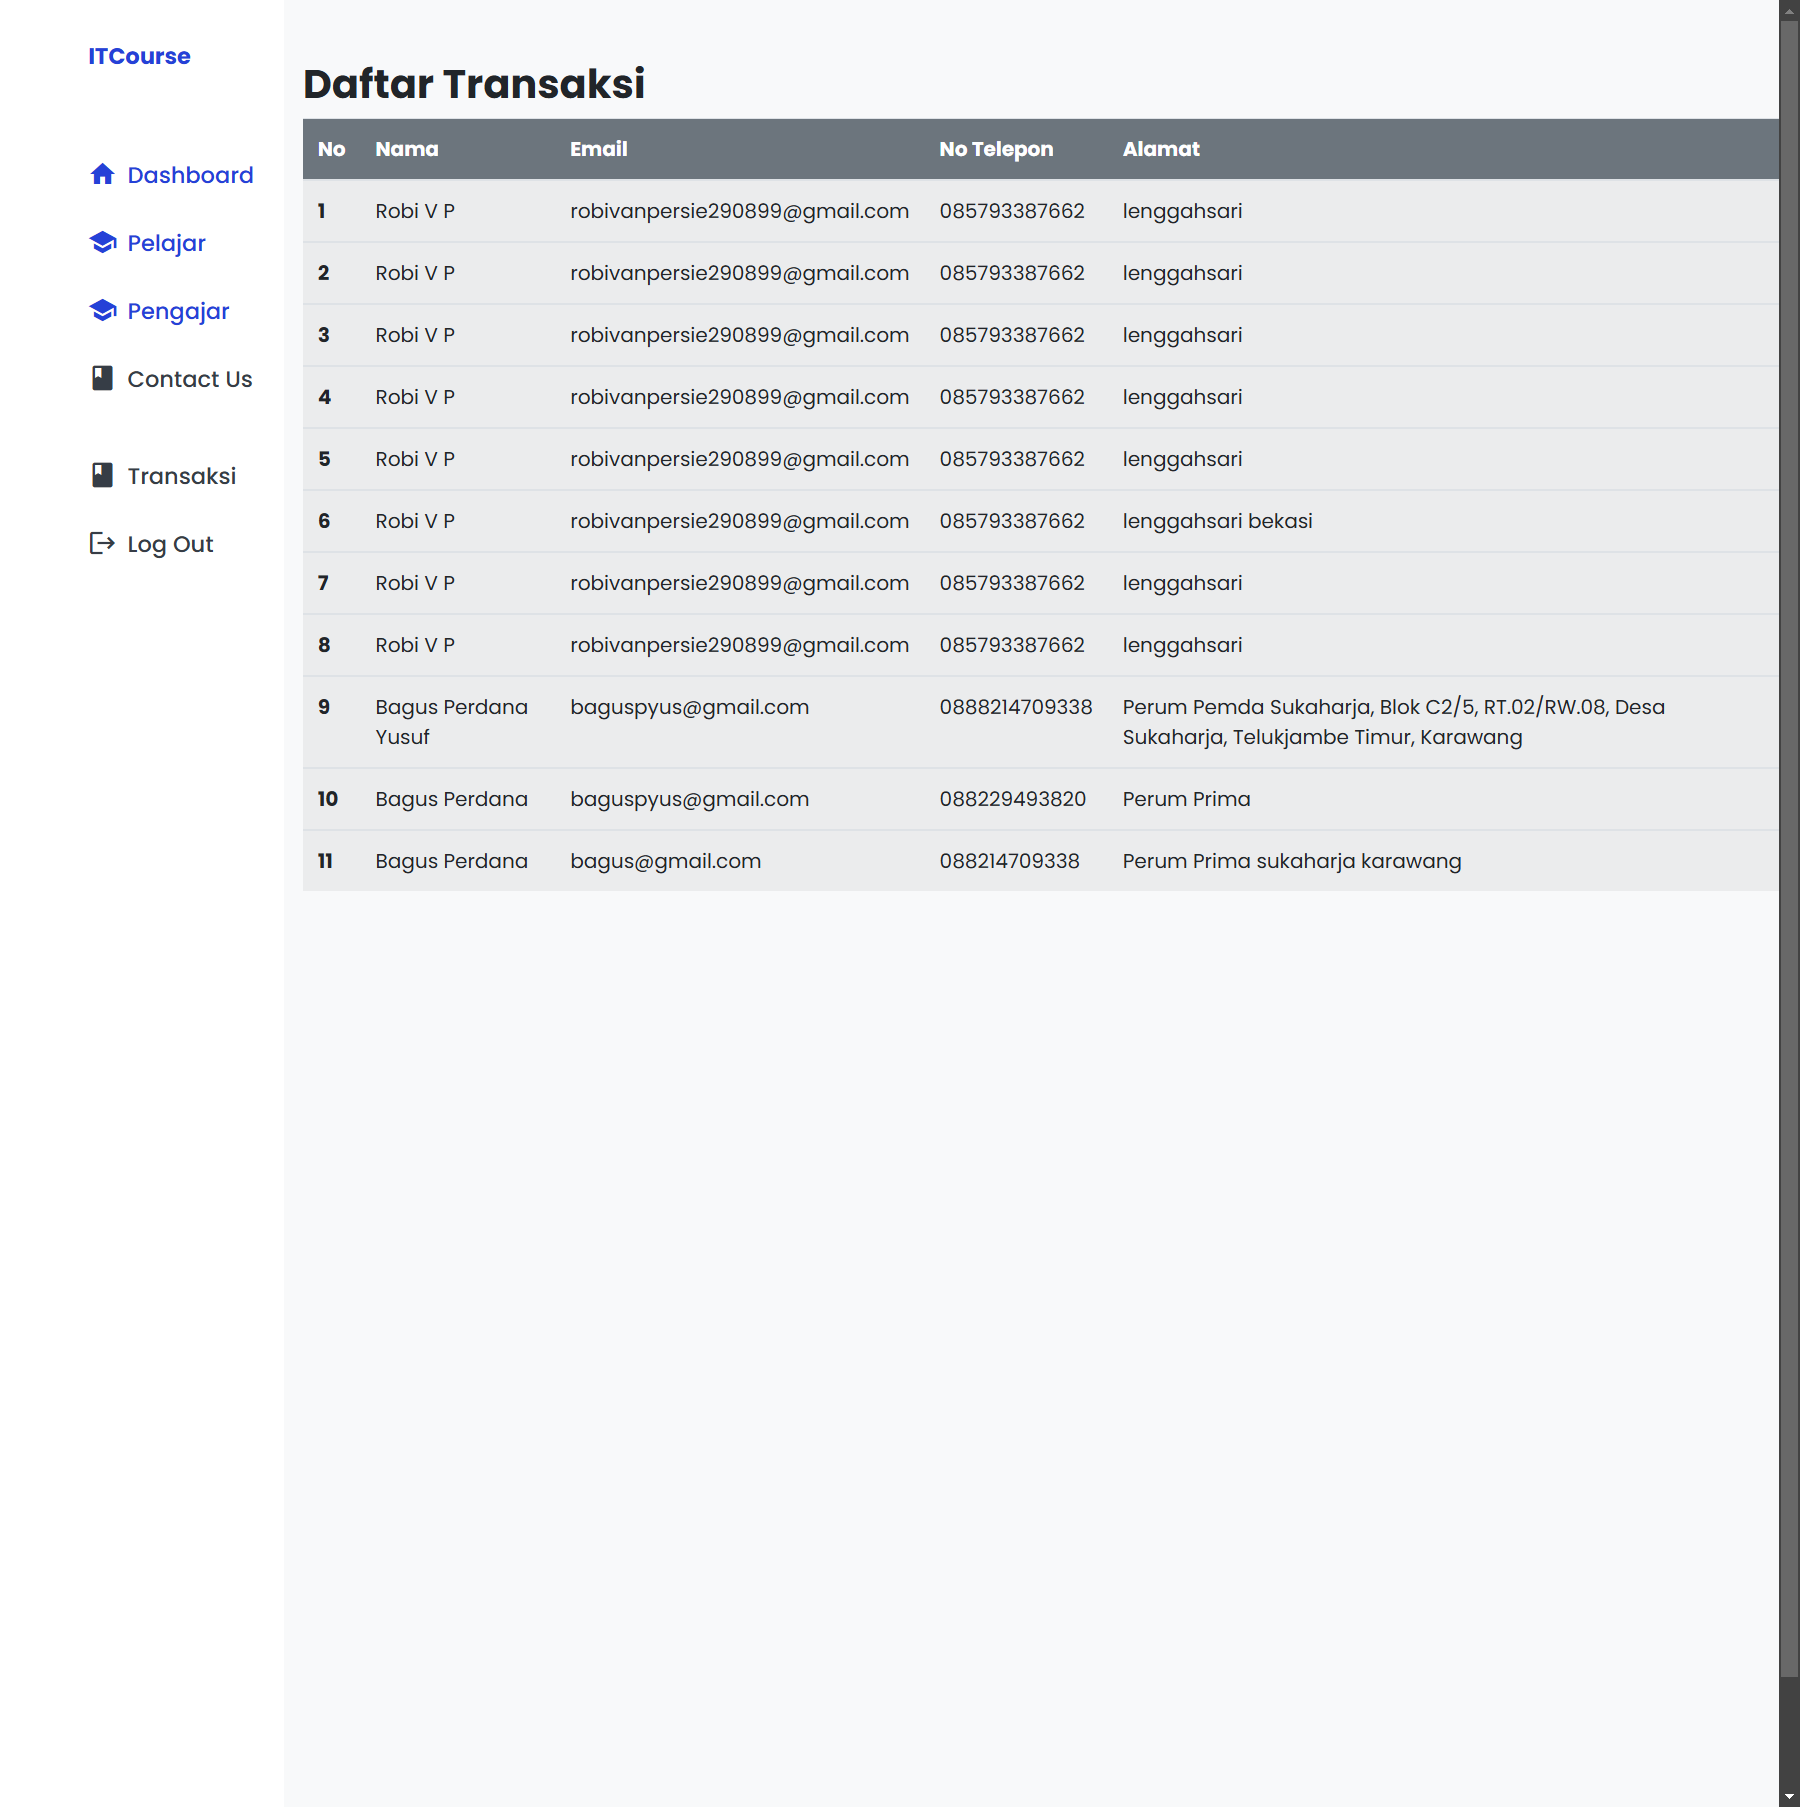 ITCourse
Dashboard
Pelajar
Pengajar
Contact Us
Transaksi
Log Out
Daftar Transaksi
No Nama Email No Telepon Alamat
1 Robi V P robivanpersie290899@gmail.com 085793387662 lenggahsari
2 Robi V P robivanpersie290899@gmail.com 085793387662 lenggahsari
3 Robi V P robivanpersie290899@gmail.com 085793387662 lenggahsari
4 Robi V P robivanpersie290899@gmail.com 085793387662 lenggahsari
5 Robi V P robivanpersie290899@gmail.com 085793387662 lenggahsari
6 Robi V P robivanpersie290899@gmail.com 085793387662 lenggahsari bekasi
7 Robi V P robivanpersie290899@gmail.com 085793387662 lenggahsari
8 Robi V P robivanpersie290899@gmail.com 085793387662 lenggahsari
9 Bagus Perdana baguspyus@gmail.com 0888214709338 Perum Pemda Sukaharja, Blok C2/5, RT.02/RW.08, Desa
Yusuf Sukaharja, Telukjambe Timur, Karawang
10 Bagus Perdana baguspyus@gmail.com 088229493820 Perum Prima
11 Bagus Perdana bagus@gmail.com 088214709338 Perum Prima sukaharja karawang